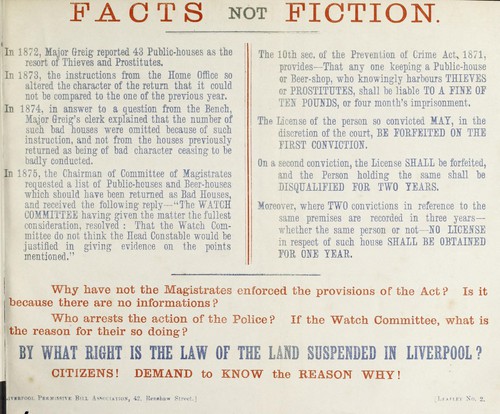 FACTS NOT FICTION.
In 1872, Major Greig reported 43 Public-houses as the
resort of Thieves and Prostitutes.
In 1873, the instructions from the Home Office so
altered the character of the return that it could
not be compared to the one of the previous year.
In 1874, in answer to a question from the Bench,
Major Greig's clerk explained that the number of
such bad houses were omitted because of such
instruction, and not from the houses previously
returned as being of bad character ceasing to be
badly conducted.
In 1875, the Chairman of Committee of Magistrates
requested a list of Public-houses and Beer-houses
which should have been returned as Bad Houses,
and received the following reply—"The WATCH
COMMITTEE having given the matter the fullest
consideration, resolved: That the Watch Com-
mittee do not think the Head Constable would be
justified in giving evidence on the points
mentioned."
The 10th sec. of the Prevention of Crime Act, 1871,
provides—That any one keeping a Public-house
or Beer-shop, who knowingly harbours THIEVES
or PROSTITUTES, shall be liable TO A FINE of
TEN POUNDS, or four month's imprisonment.
The License of the person so convicted MAY, in the
discretion of the court, BE FORFEITED ON THE
FIRST CONVICTION.
On a second conviction, the License SHALL be forfeited,
and the Person holding the same shall be
DISQUALIFIED FOR TWO YEARS.
Moreover, where TWO convictions in reference to the
same premises are recorded in three years—
whether the same person or not—NO LICENSE
in respect of such house SHALL BE OBTAINED
FOR ONE YEAR.
Why have not the Magistrates enforced the provisions of the Act? Is it
because there are no informations?
Who arrests the action of the Police? If the Watch Committee, what is
the reason for their so doing?
BY WHAT RIGHT IS THE LAW OF THE LAND SUSPENDED IN LIVERPOOL?
CITIZENS! DEMAND to KNOW the REASON WHY!
LIVERPOOL PERMISSIVE BILL ASSOCIATION, 42, Renshaw Street.]
[LEAFLET No. 2.